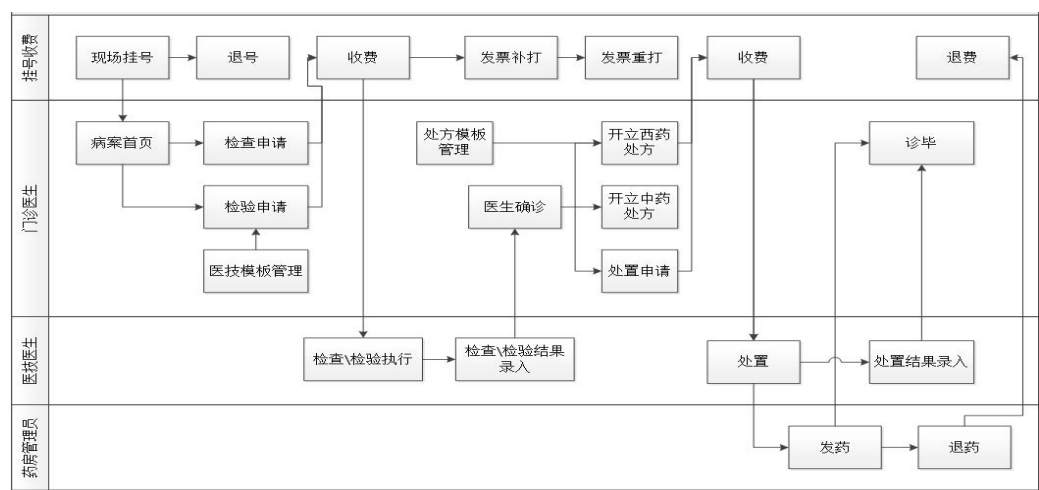 挂号收费
现场挂号
退号
收费
发票补打
发票重打
收费
退费
门诊医生
病案首页
检查申请
处方模板
管理
开立西药
处方
诊毕
检验申请
医生确诊
开立中药
处方
医技模板管理
处置申请
医技医生
检查\检验执行
检查\检验结果
录入
处置
处置结果录入
药房管理员
发药
退药